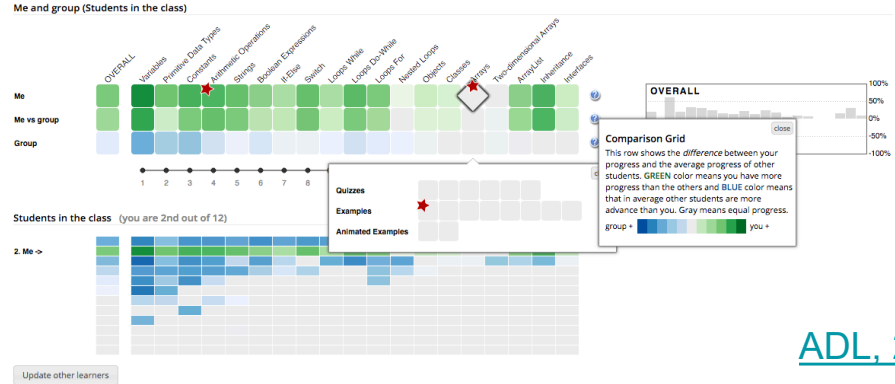 Me and group (Students in the class)
OVERALL
Variables
Primitive Data Types
Constants
Arithmetic Operations
Strings
Boolean Expressions
If-Else
Switch
Loops While
Loops Do-While
Loops For
Nested Loops
Objects
Classes
Arrays
Two-dimensional Arrays
ArrayList
Inheritance
Interfaces
Me
Me vs group
Group
1 2 3 4 5 6 7 8
OVERALL
100%
50%
0%
-100%
close
Comparison Grid
This row shows the difference between your
progress and the average progress of other
students. GREEN color means you have more
progress than the others and BLUE color means
that in average other students are more
advance than you. Gray means equal progress.
group + you +
Quizzes
Examples
Animated Examples
Students in the class (you are 2nd out of 12)
2. Me ->
Update other learners
ADL,